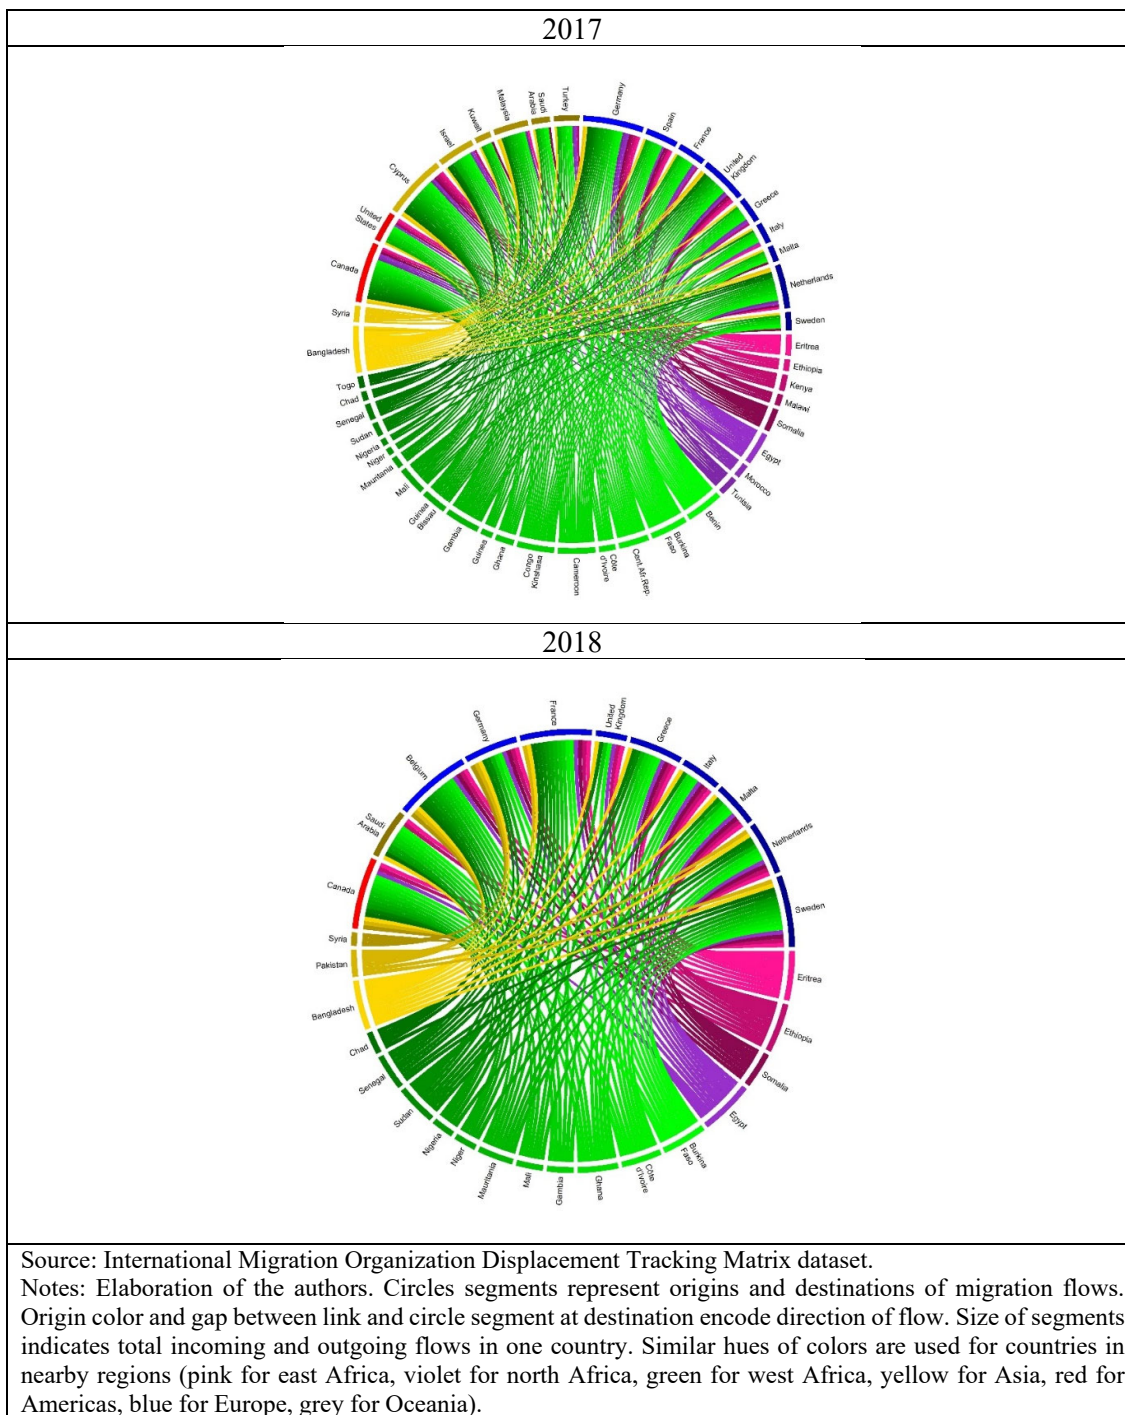 2017
Turkey
Saudi
Arabia
Malaysia
Kuwait
Israel
Cyprus
United
States
Canada
Syria
Bangladesh
Togo
Chad
Senegal
Sudan
Nigeria
Niger
Mauritania
Mali
Guinea
Bissau
Gambia
Guinea
Ghana
Congo
Kinshasa
Cameroon
Côte
d'Ivoire
Cent.Afr.Rep.
Burkina
Faso
Benin
Tunisia
Morocco
Egypt
Somalia
Malawi
Kenya
Ethiopia
Eritrea
Sweden
Netherlands
Malta
Italy
Greece
United
Kingdom
France
Spain
Germany
2018
France
Germany
Belgium
Saudi
Arabia
Canada
Syria
Pakistan
Bangladesh
Chad
Senegal
Sudan
Nigeria
Niger
Mauritania
Mali
Gambia
Ghana
Côte
d'Ivoire
Burkina
Faso
Egypt
Somalia
Ethiopia
Eritrea
Sweden
Netherlands
Malta
Italy
Greece
United
Kingdom
Source: International Migration Organization Displacement Tracking Matrix dataset.
Notes: Elaboration of the authors. Circles segments represent origins and destinations of migration flows.
Origin color and gap between link and circle segment at destination encode direction of flow. Size of segments
indicates total incoming and outgoing flows in one country. Similar hues of colors are used for countries in
nearby regions (pink for east Africa, violet for north Africa, green for west Africa, yellow for Asia, red for
Americas, blue for Europe, grey for Oceania).